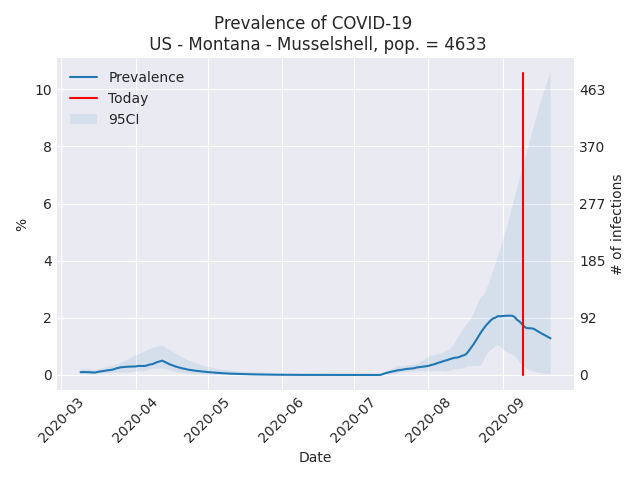 Prevalence of COVID-19
US - Montana - Musselshell, pop. = 4633
Prevalence
Today
95CI
10
8
6
4
2
0
%
463
370
277
185
92
0
# of infections
2020-03
2020-04
2020-05
2020-06
2020-07
2020-08
2020-09
Date